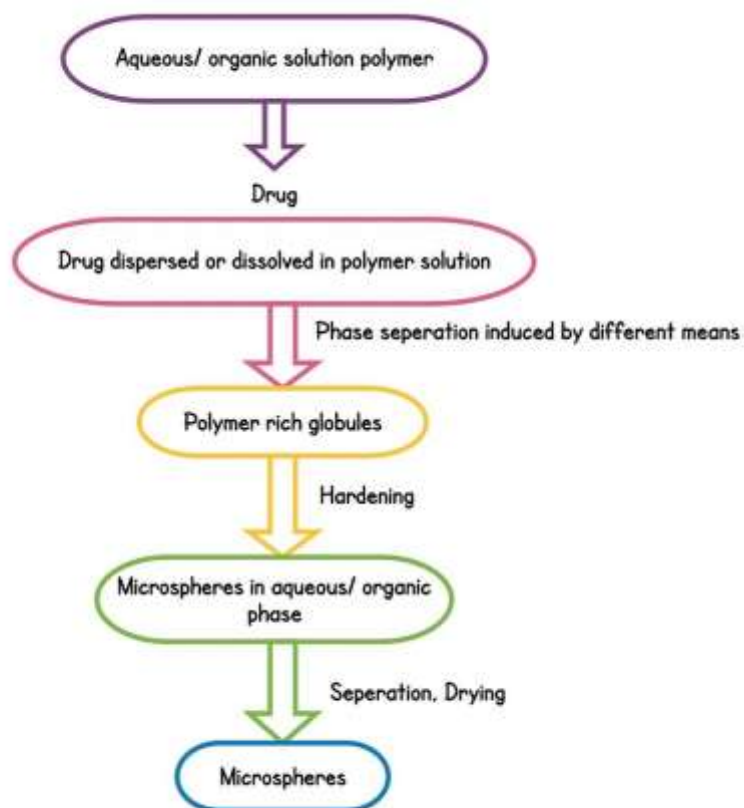 Aqueous/ organic solution polymer
Drug
Drug dispersed or dissolved in polymer solution
Phase seperation induced by different means
Polymer rich globules
Hardening
Microspheres in aqueous/ organic
phase
Seperation, Drying
Microspheres